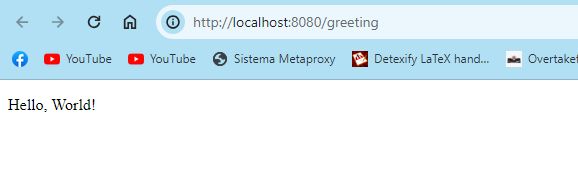 http://localhost:8080/greeting
YouTube YouTube Sistema Metaproxy Detexify LaTeX hand... Overtake
Hello, World!